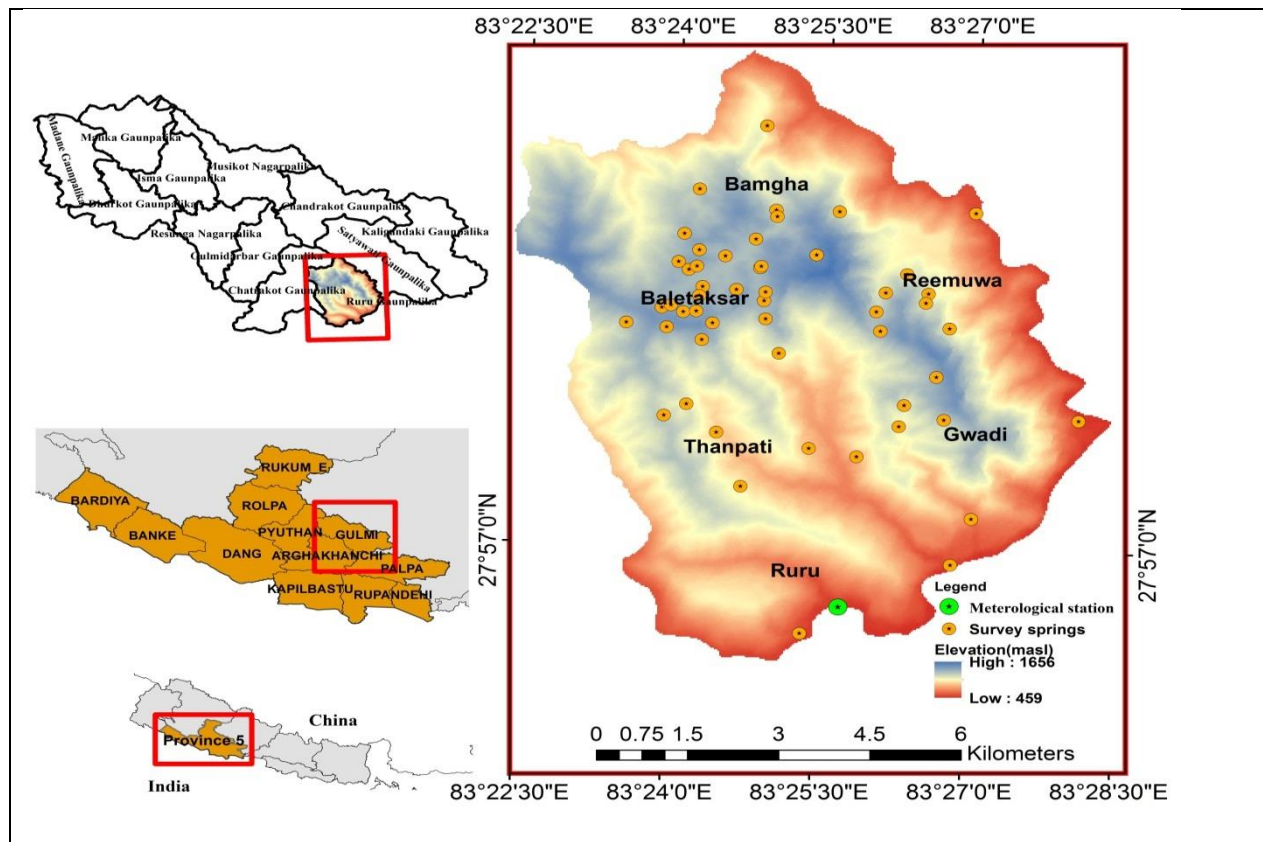 83°22'30"E 83°24'0"E 83°25'30"E 83°27'0"E
Madane Gaunpalika
Malika Gaunpalika
Musikot Nagarpalika
Isma Gaunpalika
Dhurkot Gaunpalika
Chandrakot Gaunpalika
Resunga Nagarpalika
Kaligandaki Gaunpalika
Satyawati Gaunpalika
Gulmidarbar Gaunpalika
Chatrakot Gaunpalika
Ruru Gaunpalika
RUKUM_E
BARDIYA
ROLPA
BANKE
PYUTHAN
GULMI
DANG
ARGHAKHANCHI
PALPA
KAPILBASTU
RUPANDEHI
China
Province 5
India
Bamgha
Reemuwa
Baletaksar
Thanpati
Gwadi
Ruru
27°57'0"N
27°57'0"N
Legend
Meterological station
Survey springs
Elevation(masl)
High : 1656
Low : 459
0 0.75 1.5 3 4.5 6
Kilometers
83°22'30"E 83°24'0"E 83°25'30"E 83°27'0"E 83°28'30"E